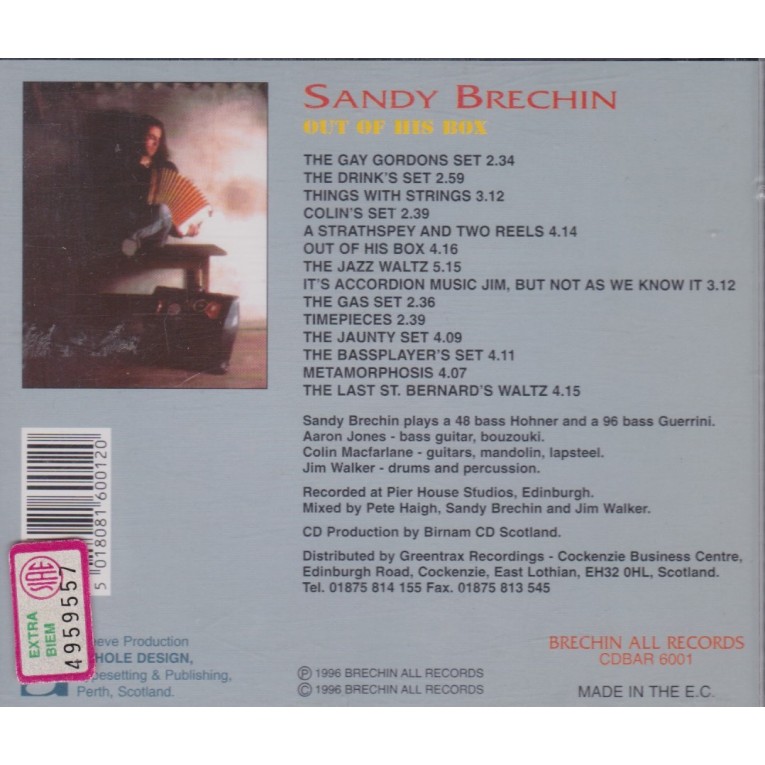 SANDY BRECHIN
OUT OF HIS BOX
THE GAY GORDONS SET 2.34
THE DRINK'S SET 2.59
THINGS WITH STRINGS 3.12
COLIN'S SET 2.39
A STRATHSPEY AND TWO REELS 4.14
OUT OF HIS BOX 4.16
THE JAZZ WALTZ 5.15
IT'S ACCORDION MUSIC JIM, BUT NOT AS WE KNOW IT 3.12
THE GAS SET 2.36
TIMEPIECES 2.39
THE JAUNTY SET 4.09
THE BASSPLAYER'S SET 4.11
METAMORPHOSIS 4.07
THE LAST ST. BERNARD'S WALTZ 4.15
Sandy Brechin plays a 48 bass Hohner and a 96 bass Guerrini.
Aaron Jones - bass guitar, bouzouki.
Colin Macfarlane - guitars, mandolin, lapsteel.
Jim Walker - drums and percussion.
Recorded at Pier House Studios, Edinburgh.
Mixed by Pete Haigh, Sandy Brechin and Jim Walker.
CD Production by Birnam CD Scotland.
Distributed by Greentrax Recordings - Cockenzie Business Centre,
Edinburgh Road, Cockenzie, East Lothian, EH32 0HL, Scotland.
Tel. 01875 814 155 Fax. 01875 813 545
5 018081 600120
SIAE
EXTRA
BIEM
4959557
eeve Production
HOLE DESIGN,
pesetting & Publishing,
Perth, Scotland.
℗ 1996 BRECHIN ALL RECORDS
© 1996 BRECHIN ALL RECORDS
BRECHIN ALL RECORDS
CDBAR 6001
MADE IN THE E.C.